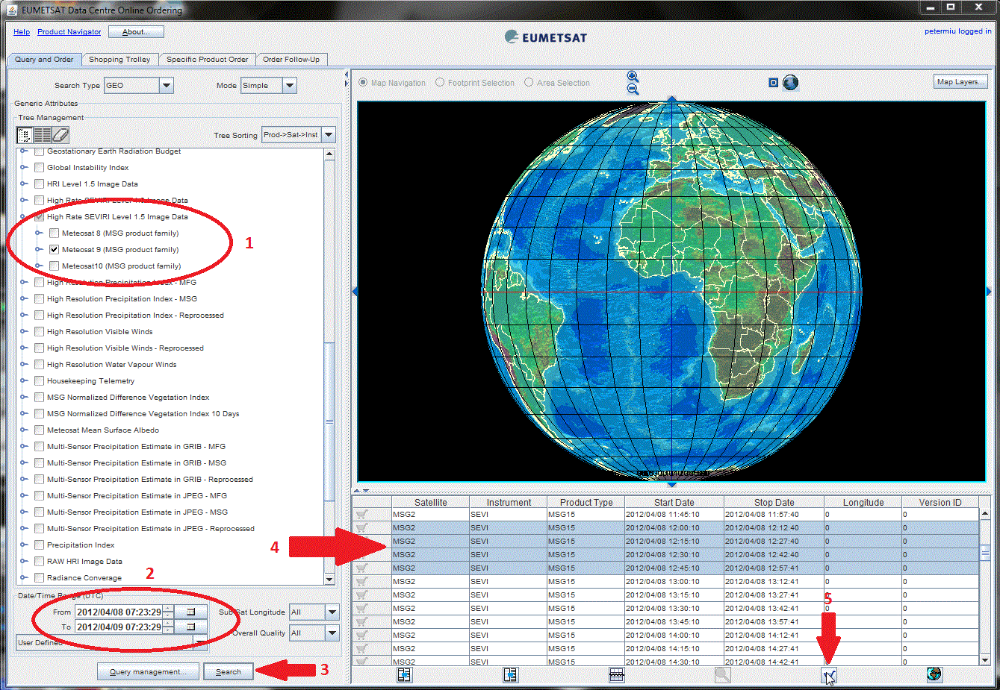 EUMETSAT Data Centre Online Ordering
Help Product Navigator About...
EUMETSAT
petermiu logged in
Query and Order Shopping Trolley Specific Product Order Order Follow-Up
Search Type GEO Mode Simple
Generic Attributes
Tree Management
Tree Sorting Prod->Sat->Inst
Geostationary Earth Radiation Budget
Global Instability Index
HRI Level 1.5 Image Data
High Rate SEVIRI Level 1.5 Image Data
High Rate SEVIRI Level 1.5 Image Data
Meteosat 8 (MSG product family)
Meteosat 9 (MSG product family)
Meteosat10 (MSG product family)
1
High Resolution Precipitation Index - MFG
High Resolution Precipitation Index - MSG
High Resolution Precipitation Index - Reprocessed
High Resolution Visible Winds
High Resolution Visible Winds - Reprocessed
High Resolution Water Vapour Winds
Housekeeping Telemetry
MSG Normalized Difference Vegetation Index
MSG Normalized Difference Vegetation Index 10 Days
Meteosat Mean Surface Albedo
Multi-Sensor Precipitation Estimate in GRIB - MFG
Multi-Sensor Precipitation Estimate in GRIB - MSG
Multi-Sensor Precipitation Estimate in GRIB - Reprocessed
Multi-Sensor Precipitation Estimate in JPEG - MFG
Multi-Sensor Precipitation Estimate in JPEG - MSG
Multi-Sensor Precipitation Estimate in JPEG - Reprocessed
Precipitation Index
RAW HRI Image Data
Radiance Converage
2
Date/Time Range (UTC)
From 2012/04/08 07:23:29
To 2012/04/09 07:23:29
User Defined
Sub Sat Longitude All
Overall Quality All
Query management... Search
3
Map Navigation Footprint Selection Area Selection
Map Layers...
Satellite Instrument Product Type Start Date Stop Date Longitude Version ID
MSG2 SEVI MSG15 2012/04/08 11:45:10 2012/04/08 11:57:40 0 0
MSG2 SEVI MSG15 2012/04/08 12:00:10 2012/04/08 12:12:40 0 0
MSG2 SEVI MSG15 2012/04/08 12:15:10 2012/04/08 12:27:40 0 0
4
MSG2 SEVI MSG15 2012/04/08 12:30:10 2012/04/08 12:42:40 0 0
MSG2 SEVI MSG15 2012/04/08 12:45:10 2012/04/08 12:57:41 0 0
MSG2 SEVI MSG15 2012/04/08 13:00:10 2012/04/08 13:12:41 0 0
MSG2 SEVI MSG15 2012/04/08 13:15:10 2012/04/08 13:27:41 0 0
5
MSG2 SEVI MSG15 2012/04/08 13:30:10 2012/04/08 13:42:41 0 0
MSG2 SEVI MSG15 2012/04/08 13:45:10 2012/04/08 13:57:41 0 0
MSG2 SEVI MSG15 2012/04/08 14:00:10 2012/04/08 14:12:41 0 0
MSG2 SEVI MSG15 2012/04/08 14:15:10 2012/04/08 14:27:41 0 0
MSG2 SEVI MSG15 2012/04/08 14:30:10 2012/04/08 14:42:41 0 0